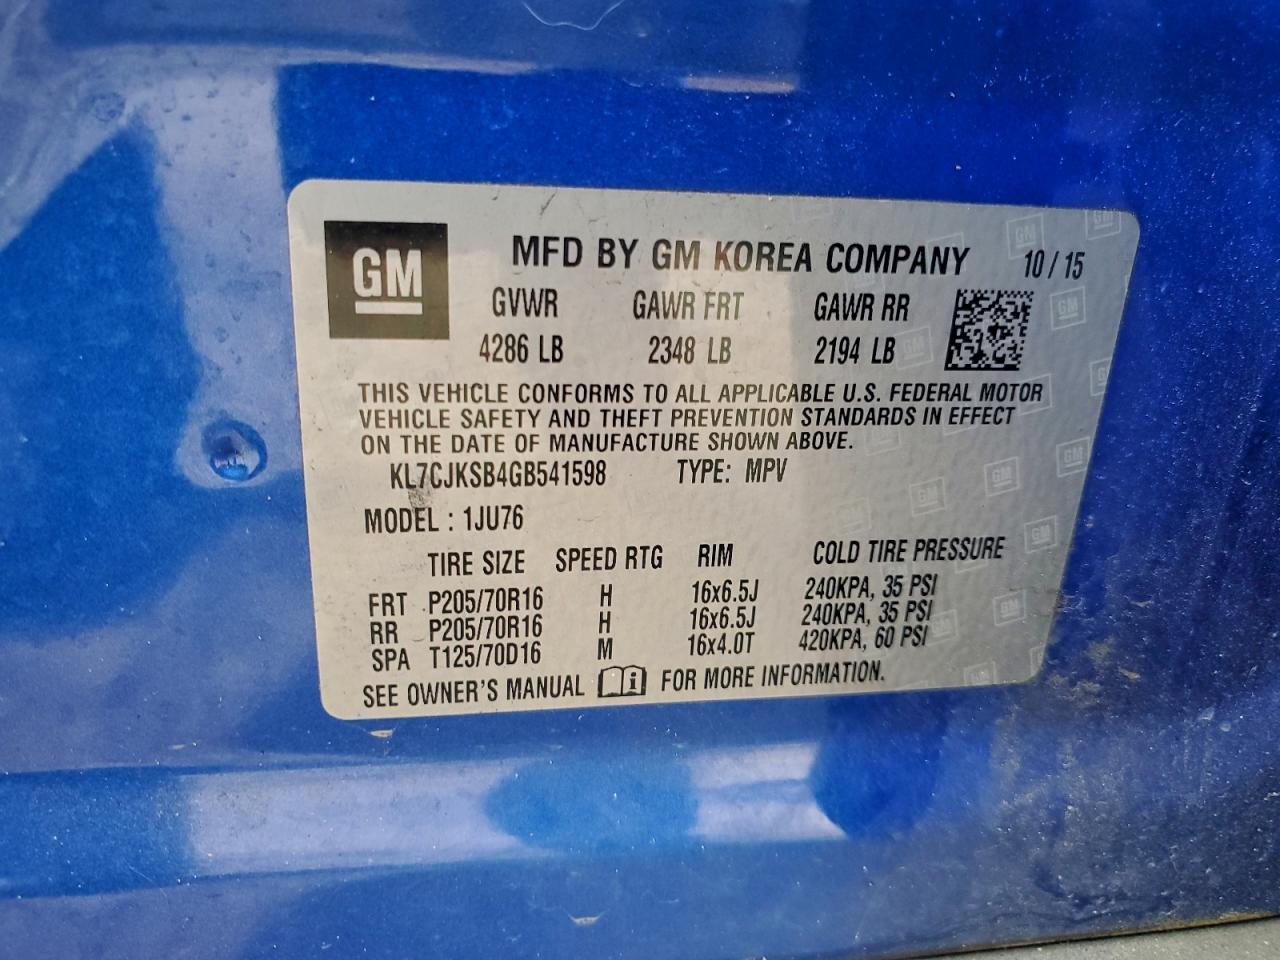 GM
MFD BY GM KOREA COMPANY 10 / 15
GVWR GAWR FRT GAWR RR
4286 LB 2348 LB 2194 LB
THIS VEHICLE CONFORMS TO ALL APPLICABLE U.S. FEDERAL MOTOR
VEHICLE SAFETY AND THEFT PREVENTION STANDARDS IN EFFECT
ON THE DATE OF MANUFACTURE SHOWN ABOVE.
KL7CJKSB4GB541598 TYPE: MPV
MODEL : 1JU76
TIRE SIZE SPEED RTG RIM COLD TIRE PRESSURE
FRT P205/70R16 H 16x6.5J 240KPA, 35 PSI
RR P205/70R16 H 16x6.5J 240KPA, 35 PSI
SPA T125/70D16 M 16x4.0T 420KPA, 60 PSI
SEE OWNER'S MANUAL i FOR MORE INFORMATION.